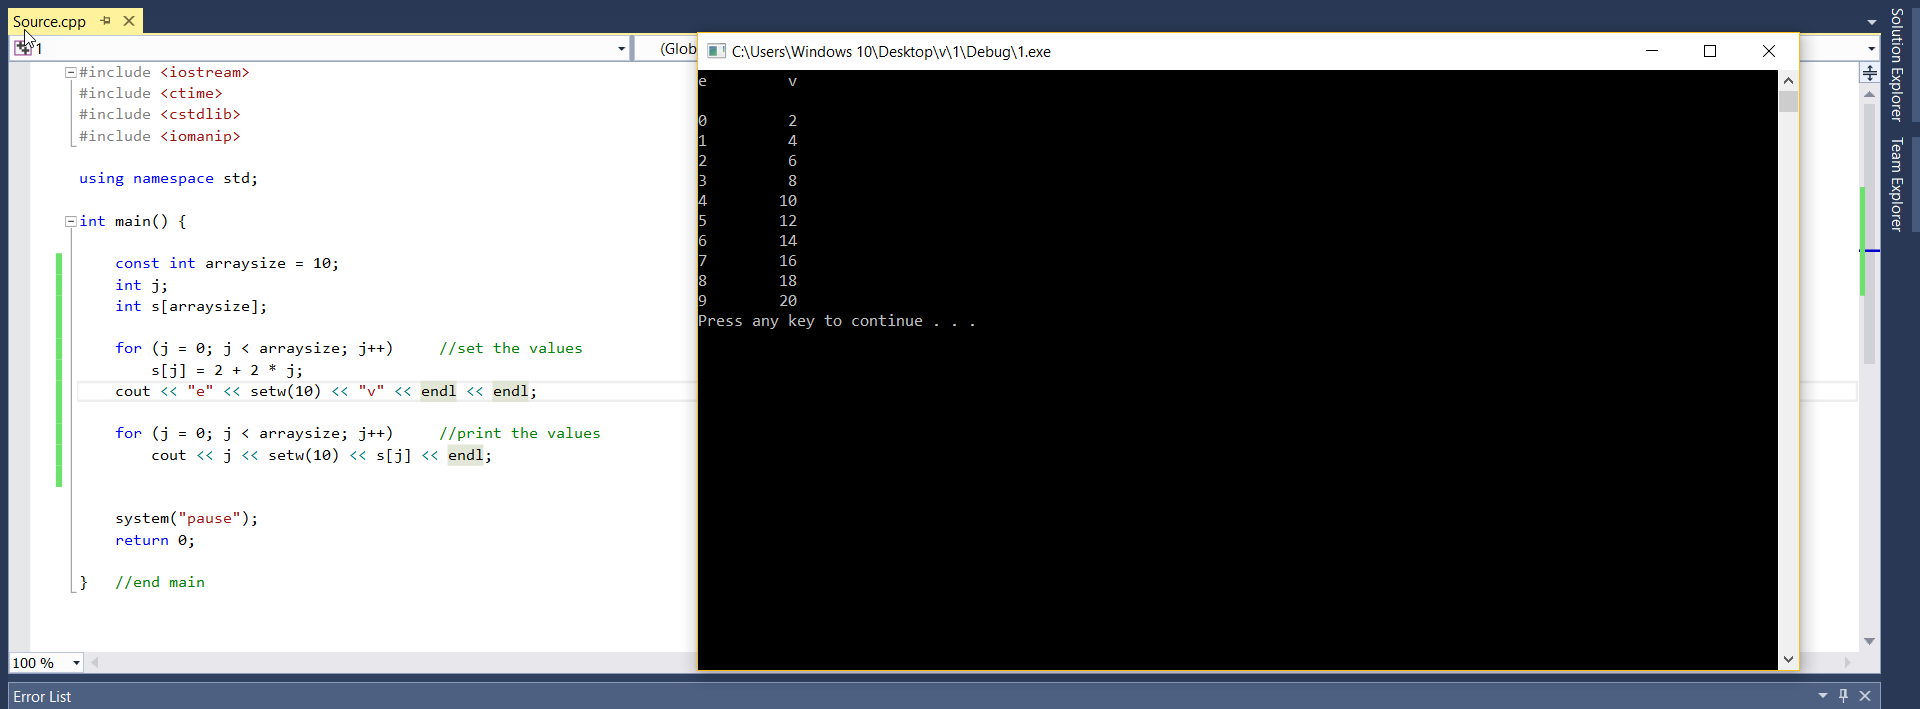 Source.cpp
1
(Glob
#include <iostream>
#include <ctime>
#include <cstdlib>
#include <iomanip>
using namespace std;
int main() {
const int arraysize = 10;
int j;
int s[arraysize];
for (j = 0; j < arraysize; j++)     //set the values
s[j] = 2 + 2 * j;
cout << "e" << setw(10) << "v" << endl << endl;
for (j = 0; j < arraysize; j++)     //print the values
cout << j << setw(10) << s[j] << endl;
system("pause");
return 0;
}   //end main
100 %
Error List
C:\Users\Windows 10\Desktop\v\1\Debug\1.exe
e         v
0         2
1         4
2         6
3         8
4        10
5        12
6        14
7        16
8        18
9        20
Press any key to continue . . .
Solution Explorer
Team Explorer